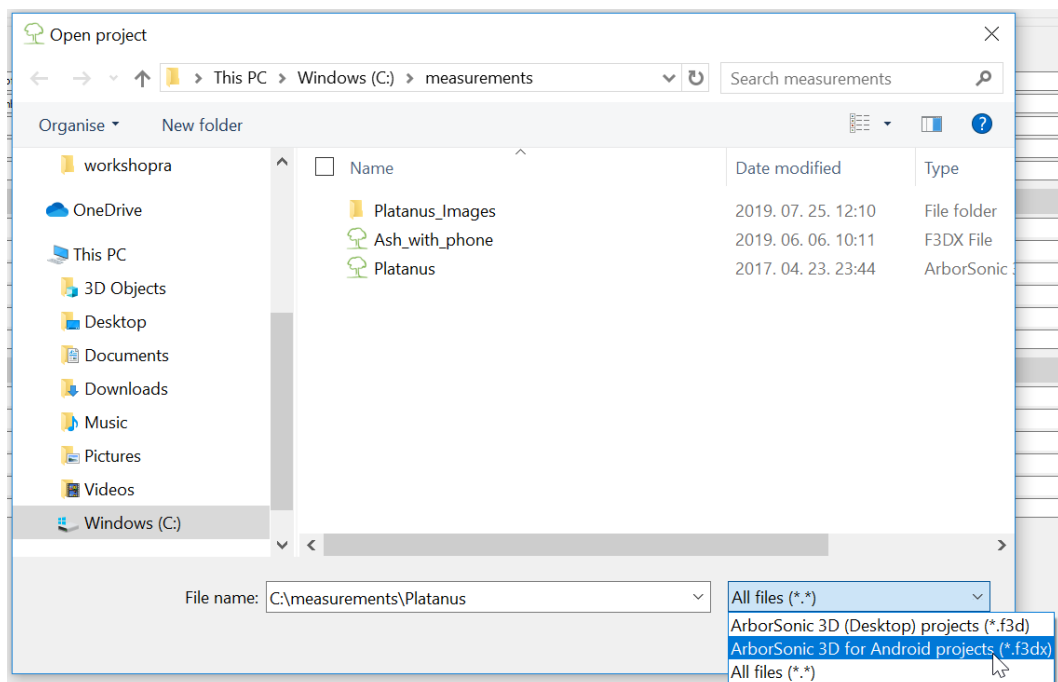 Open project
This PC > Windows (C:) > measurements
Search measurements
Organise
New folder
Name
Date modified
Type
workshopra
OneDrive
This PC
3D Objects
Desktop
Documents
Downloads
Music
Pictures
Videos
Windows (C:)
Platanus_Images 2019. 07. 25. 12:10 File folder
Ash_with_phone 2019. 06. 06. 10:11 F3DX File
Platanus 2017. 04. 23. 23:44 ArborSonic
File name: C:\measurements\Platanus
All files (*.*)
ArborSonic 3D (Desktop) projects (*.f3d)
ArborSonic 3D for Android projects (*.f3dx)
All files (*.*)